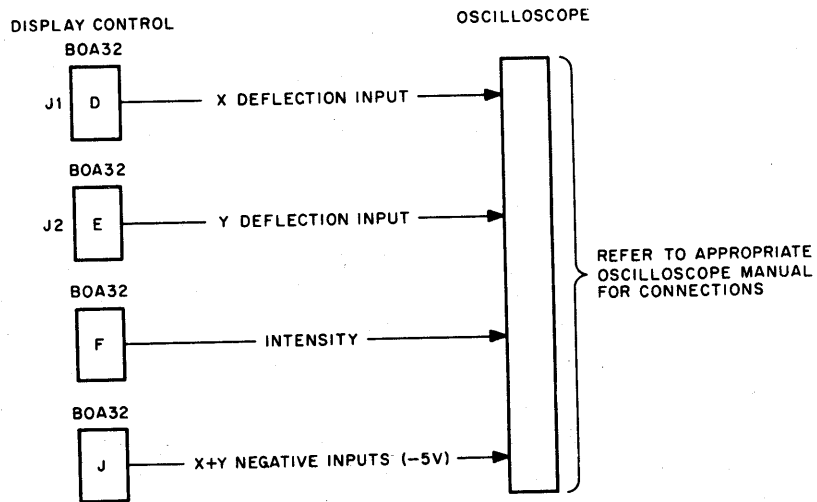 DISPLAY CONTROL
OSCILLOSCOPE
BOA32
J1
D
X DEFLECTION INPUT
BOA32
J2
E
Y DEFLECTION INPUT
REFER TO APPROPRIATE
OSCILLOSCOPE MANUAL
FOR CONNECTIONS
BOA32
F
INTENSITY
BOA32
J
X+Y NEGATIVE INPUTS (-5V)